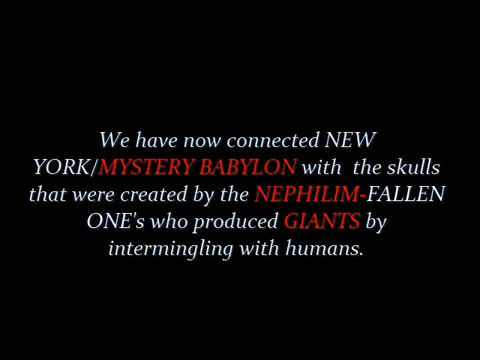 We have now connected NEW
YORK/MYSTERY BABYLON with the skulls
that were created by the NEPHILIM-FALLEN
ONE's who produced GIANTS by
intermingling with humans.